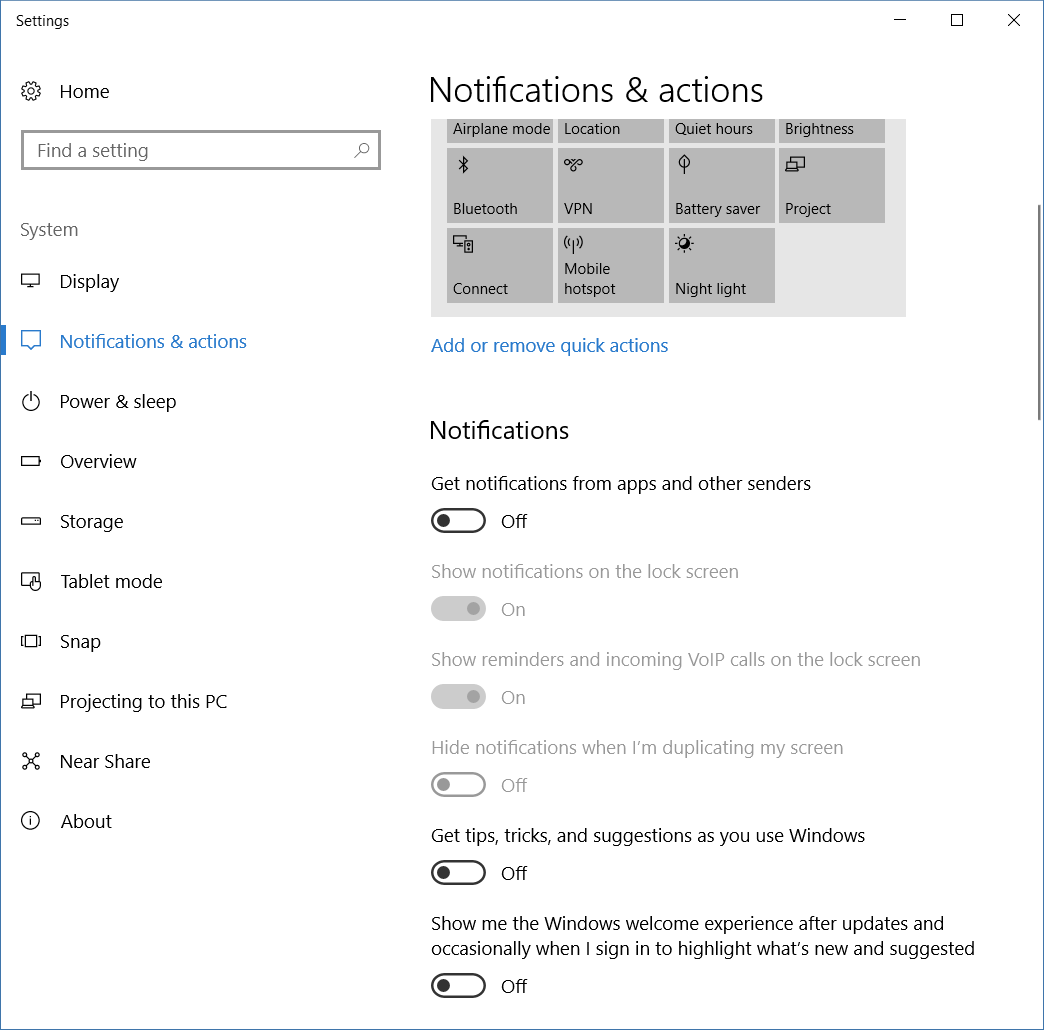 Settings
Home
Find a setting
System
Display
Notifications & actions
Power & sleep
Overview
Storage
Tablet mode
Snap
Projecting to this PC
Near Share
About
Notifications & actions
Airplane mode
Location
Quiet hours
Brightness
Bluetooth
VPN
Battery saver
Project
Connect
Mobile
hotspot
Night light
Add or remove quick actions
Notifications
Get notifications from apps and other senders
Off
Show notifications on the lock screen
On
Show reminders and incoming VoIP calls on the lock screen
On
Hide notifications when I'm duplicating my screen
Off
Get tips, tricks, and suggestions as you use Windows
Off
Show me the Windows welcome experience after updates and
occasionally when I sign in to highlight what's new and suggested
Off